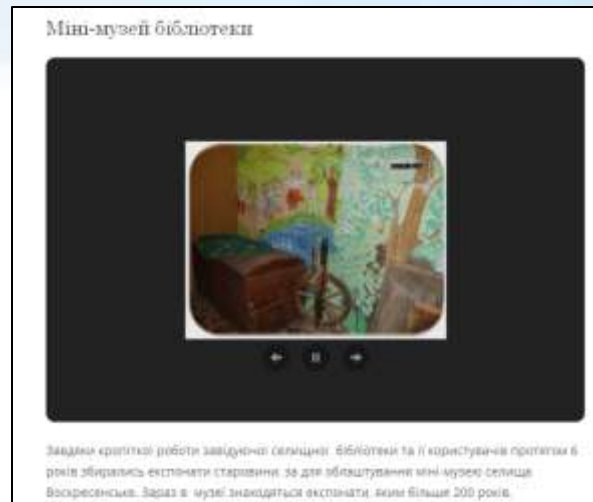 Міні-музей бібліотеки
Завдяки кропіткої роботи завідуючої селищної бібліотеки та її користувачів протягом 6
років збирались експонати старовини за для облаштування міні-музею селища
Воскресенське. Зараз в музеї знаходяться експонати яким більше 200 років.